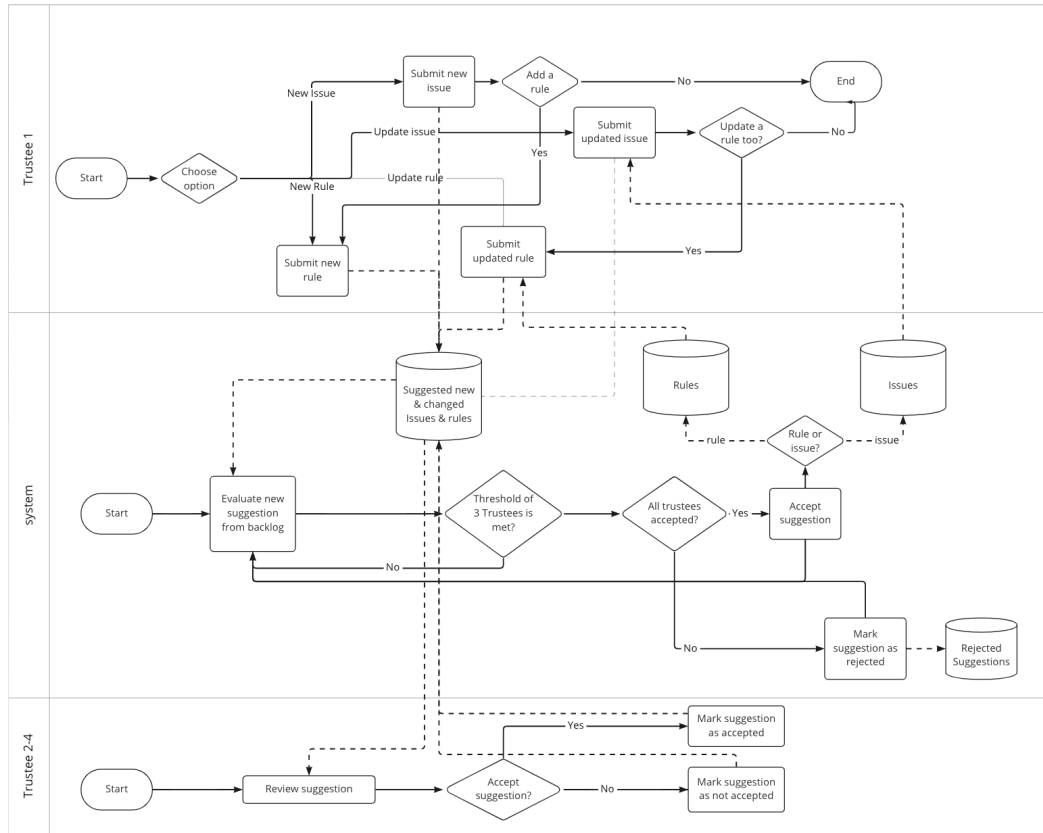 Trustee 1
Start
Choose
option
New Issue
New Rule
Update issue
Update rule
Submit new
issue
Add a
rule
No
Yes
End
Submit
updated issue
Update a
rule too?
No
Yes
Submit new
rule
Submit
updated rule
system
Suggested new
& changed
Issues & rules
Rules
Issues
rule
Rule or
issue?
issue
Start
Evaluate new
suggestion
from backlog
Threshold of
3 Trustees is
met?
No
All trustees
accepted?
Yes
Accept
suggestion
No
Mark
suggestion as
rejected
Rejected
Suggestions
Trustee 2-4
Start
Review suggestion
Accept
suggestion?
Yes
Mark suggestion
as accepted
No
Mark suggestion
as not accepted